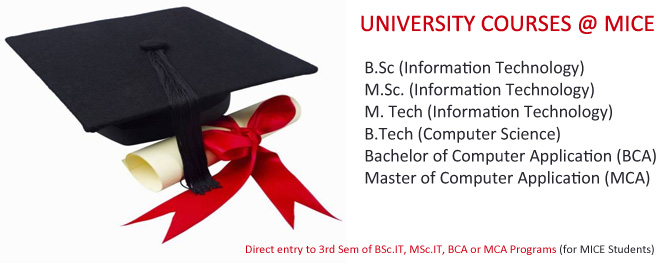 UNIVERSITY COURSES @ MICE
B.Sc (Information Technology)
M.Sc. (Information Technology)
M. Tech (Information Technology)
B.Tech (Computer Science)
Bachelor of Computer Application (BCA)
Master of Computer Application (MCA)
Direct entry to 3rd Sem of BSc.IT, MSc.IT, BCA or MCA Programs (for MICE Students)